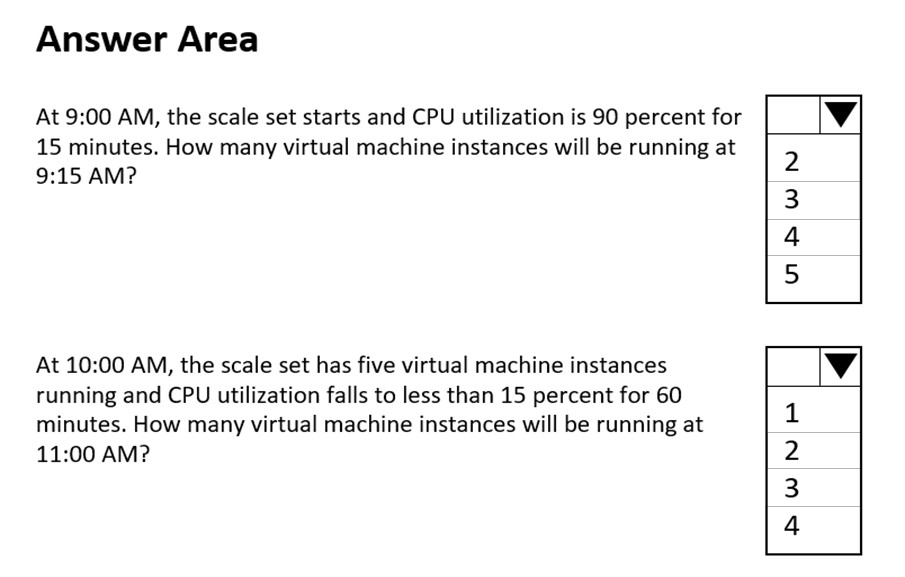 Answer Area
At 9:00 AM, the scale set starts and CPU utilization is 90 percent for
15 minutes. How many virtual machine instances will be running at
9:15 AM?
2
3
4
5
At 10:00 AM, the scale set has five virtual machine instances
running and CPU utilization falls to less than 15 percent for 60
minutes. How many virtual machine instances will be running at
11:00 AM?
1
2
3
4